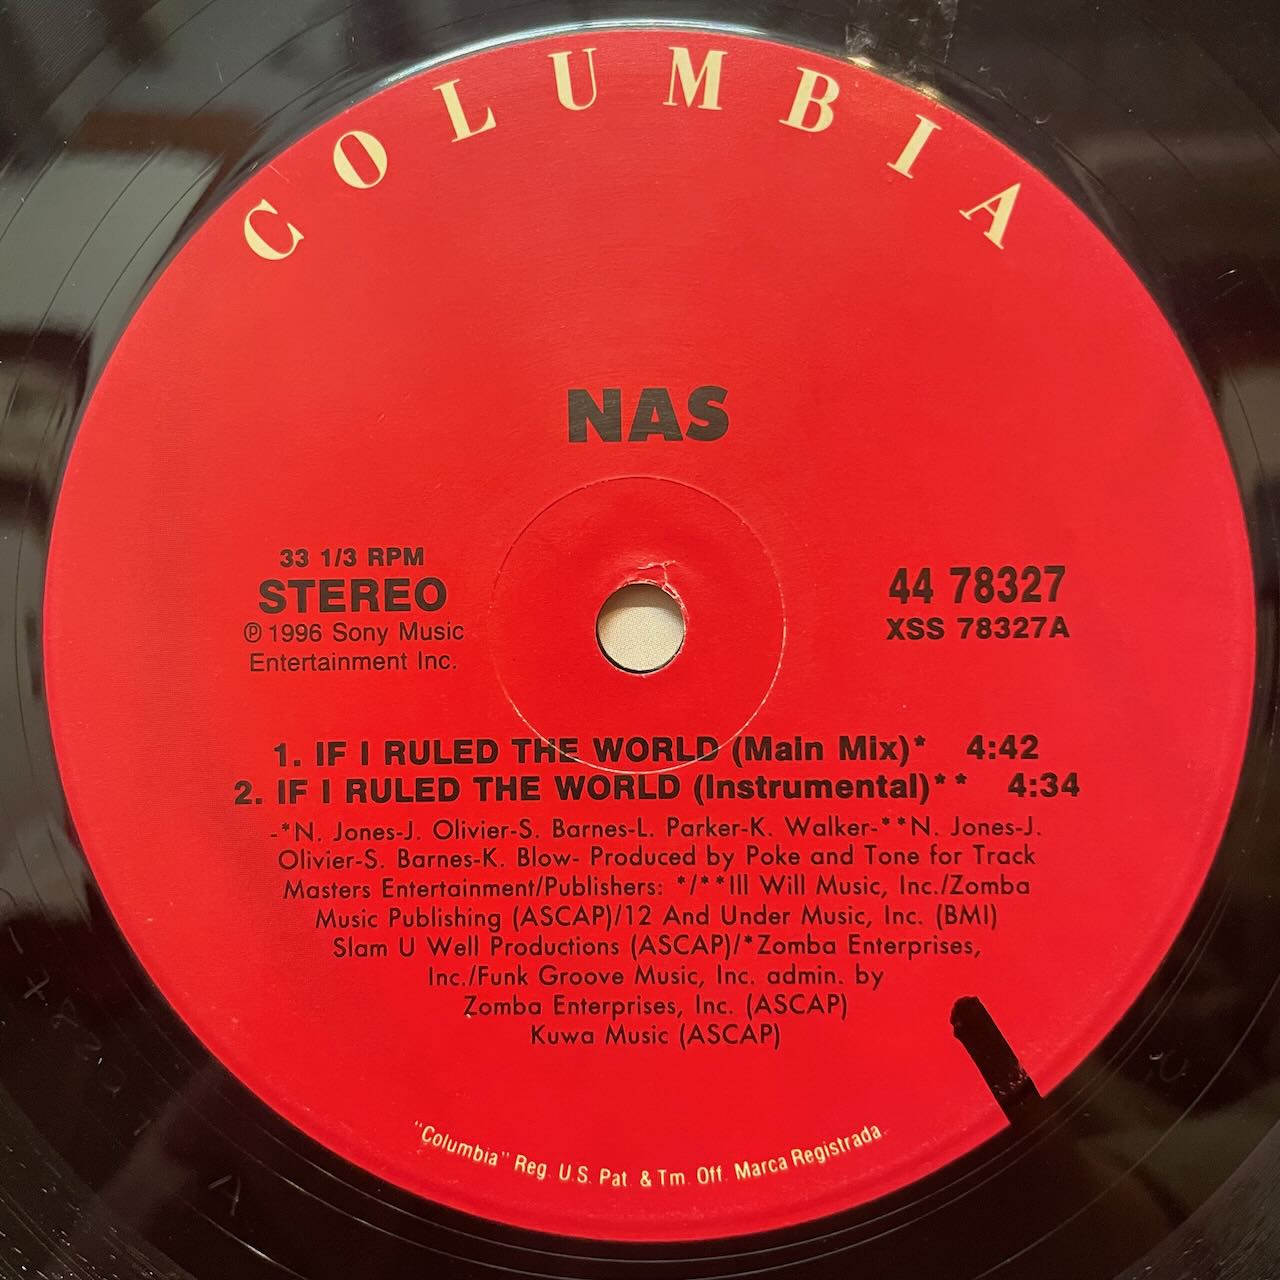 COLUMBIA
NAS
33 1/3 RPM
STEREO
℗ 1996 Sony Music
Entertainment Inc.
44 78327
XSS 78327A
1. IF I RULED THE WORLD (Main Mix)* 4:42
2. IF I RULED THE WORLD (Instrumental)** 4:34
-*N. Jones-J. Olivier-S. Barnes-L. Parker-K. Walker-**N. Jones-J.
Olivier-S. Barnes-K. Blow- Produced by Poke and Tone for Track
Masters Entertainment/Publishers: */**Ill Will Music, Inc./Zomba
Music Publishing (ASCAP)/12 And Under Music, Inc. (BMI)
Slam U Well Productions (ASCAP)/*Zomba Enterprises,
Inc./Funk Groove Music, Inc. admin. by
Zomba Enterprises, Inc. (ASCAP)
Kuwa Music (ASCAP)
"Columbia" Reg. U.S. Pat. & Tm. Off. Marca Registrada.